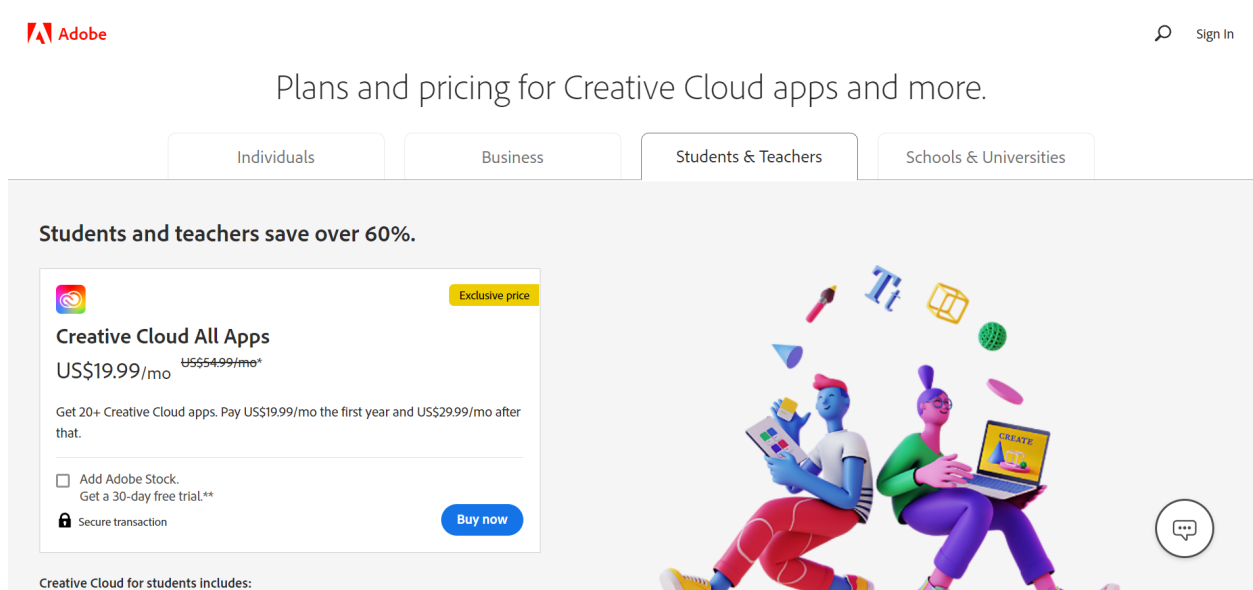 Adobe
Sign In
Plans and pricing for Creative Cloud apps and more.
Individuals
Business
Students & Teachers
Schools & Universities
Students and teachers save over 60%.
Exclusive price
Creative Cloud All Apps
US$19.99/mo US$54.99/mo*
Get 20+ Creative Cloud apps. Pay US$19.99/mo the first year and US$29.99/mo after
that.
Add Adobe Stock.
Get a 30-day free trial.**
Secure transaction
Buy now
Creative Cloud for students includes:
Tt
CREATE